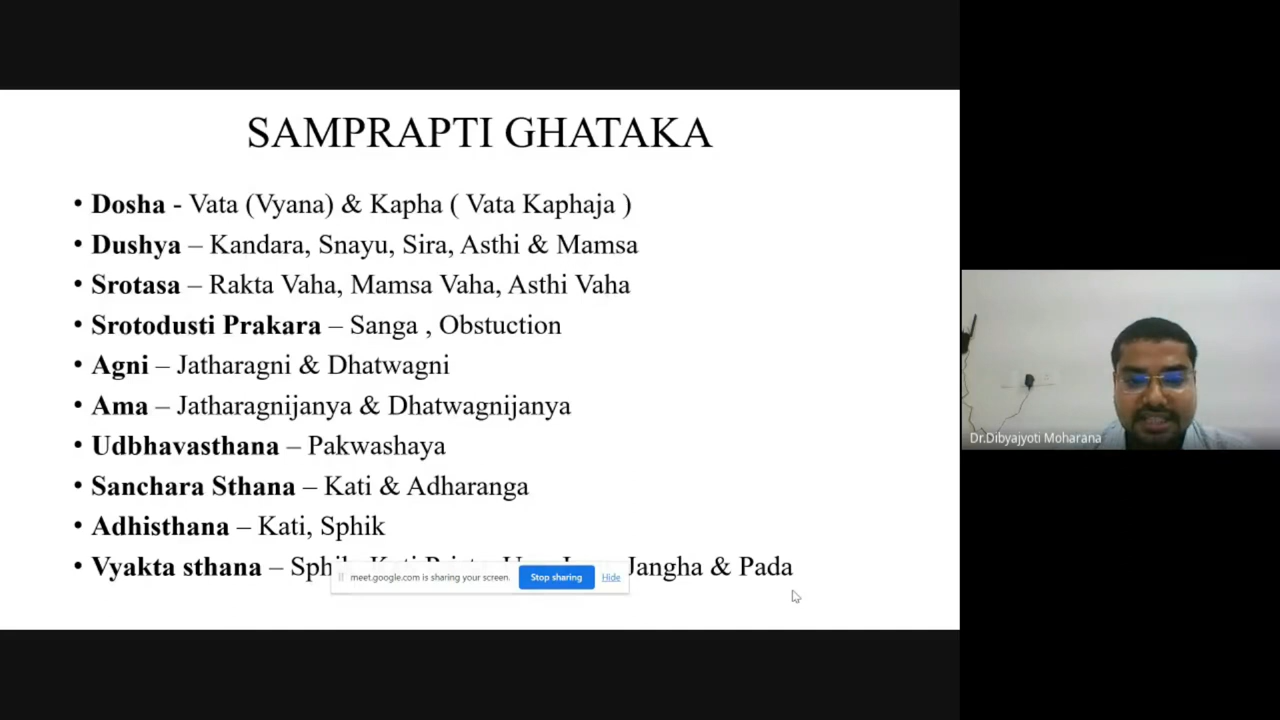 SAMPRAPTI GHATAKA
• Dosha - Vata (Vyana) & Kapha ( Vata Kaphaja )
• Dushya – Kandara, Snayu, Sira, Asthi & Mamsa
• Srotasa – Rakta Vaha, Mamsa Vaha, Asthi Vaha
• Srotodusti Prakara – Sanga , Obstuction
• Agni – Jatharagni & Dhatwagni
• Ama – Jatharagnijanya & Dhatwagnijanya
• Udbhavasthana – Pakwashaya
• Sanchara Sthana – Kati & Adharanga
• Adhisthana – Kati, Sphik
• Vyakta sthana – Jangha & Pada
meet.google.com is sharing your screen. Stop sharing Hide
Dr.Dibyajyoti Moharana